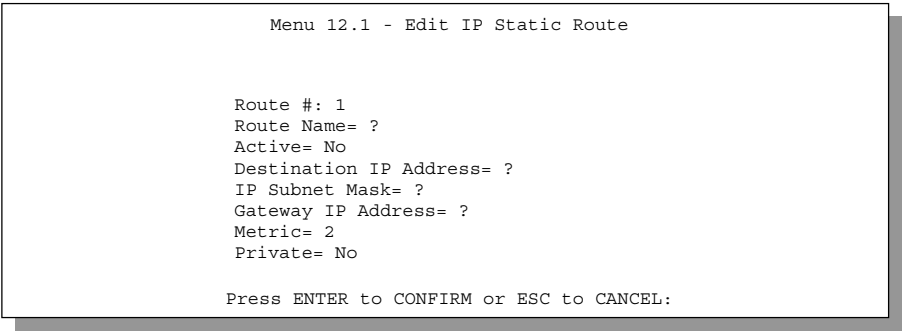 Menu 12.1 - Edit IP Static Route
Route #: 1
Route Name= ?
Active= No
Destination IP Address= ?
IP Subnet Mask= ?
Gateway IP Address= ?
Metric= 2
Private= No
Press ENTER to CONFIRM or ESC to CANCEL: